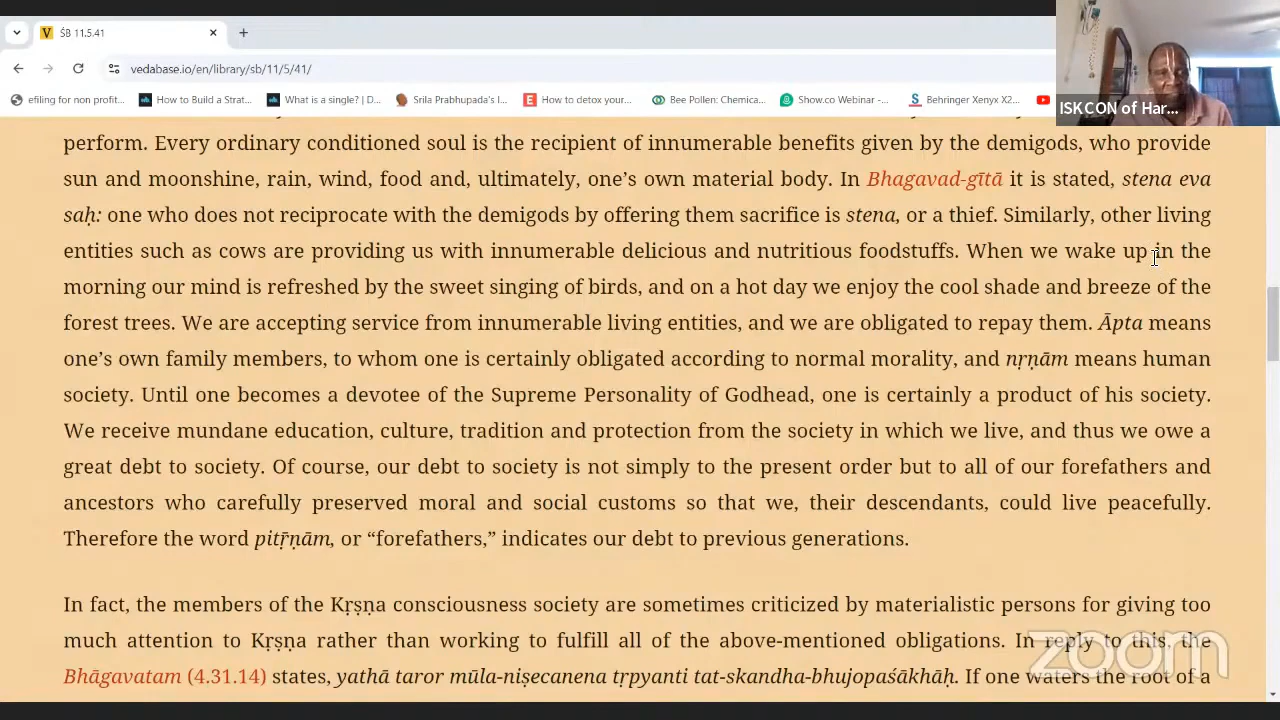 ŚB 11.5.41
vedabase.io/en/library/sb/11/5/41/
efiling for non profit...
How to Build a Strat...
What is a single? | D...
Srila Prabhupada's l...
How to detox your...
Bee Pollen: Chemica...
Show.co Webinar -...
Behringer Xenyx X2...
ISKCON of Har...
perform. Every ordinary conditioned soul is the recipient of innumerable benefits given by the demigods, who provide
sun and moonshine, rain, wind, food and, ultimately, one's own material body. In Bhagavad-gītā it is stated, stena eva
saḥ: one who does not reciprocate with the demigods by offering them sacrifice is stena, or a thief. Similarly, other living
entities such as cows are providing us with innumerable delicious and nutritious foodstuffs. When we wake up in the
morning our mind is refreshed by the sweet singing of birds, and on a hot day we enjoy the cool shade and breeze of the
forest trees. We are accepting service from innumerable living entities, and we are obligated to repay them. Āpta means
one's own family members, to whom one is certainly obligated according to normal morality, and nṛṇām means human
society. Until one becomes a devotee of the Supreme Personality of Godhead, one is certainly a product of his society.
We receive mundane education, culture, tradition and protection from the society in which we live, and thus we owe a
great debt to society. Of course, our debt to society is not simply to the present order but to all of our forefathers and
ancestors who carefully preserved moral and social customs so that we, their descendants, could live peacefully.
Therefore the word pitṝṇām, or “forefathers,” indicates our debt to previous generations.
In fact, the members of the Kṛṣṇa consciousness society are sometimes criticized by materialistic persons for giving too
much attention to Kṛṣṇa rather than working to fulfill all of the above-mentioned obligations. In reply to this, the
Bhāgavatam (4.31.14) states, yathā taror mūla-niṣecanena tṛpyanti tat-skandha-bhujopaśākhāḥ. If one waters the root of a
zoom